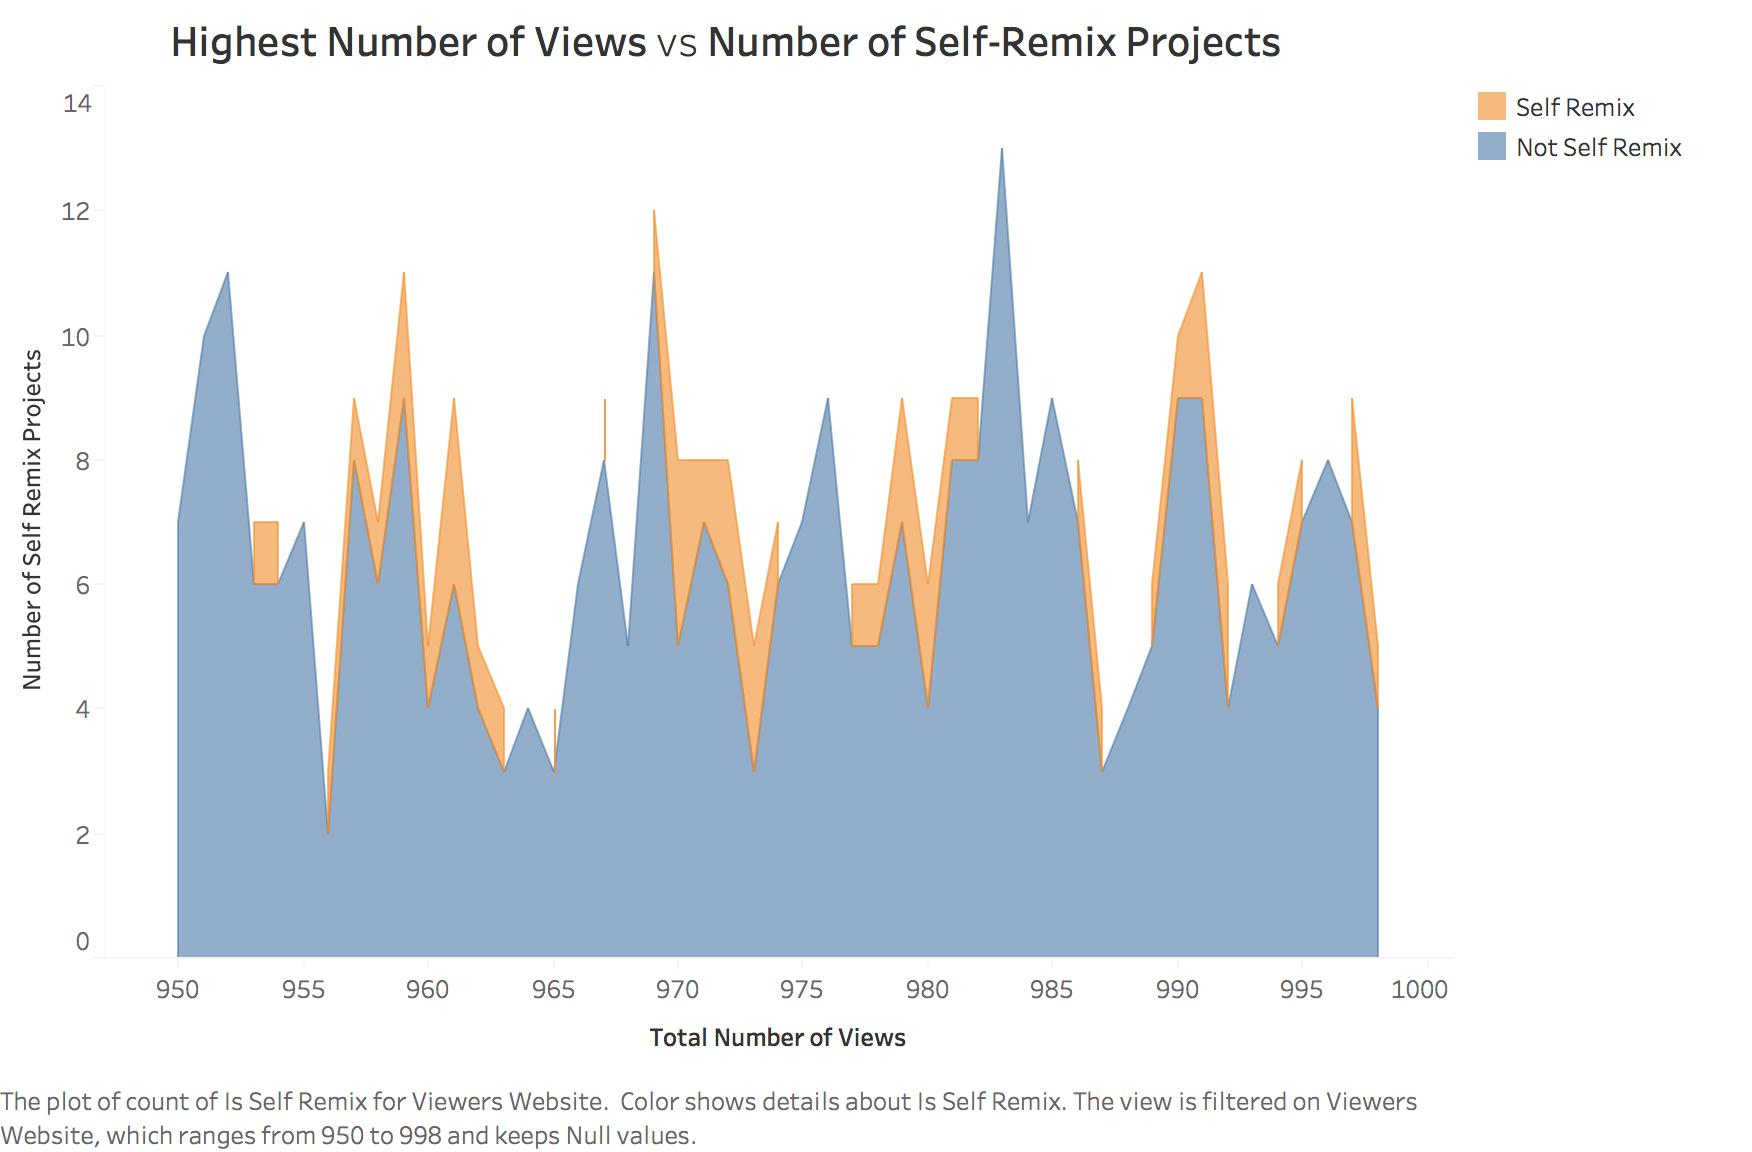 Highest Number of Views vs Number of Self-Remix Projects
Self Remix
Not Self Remix
14
12
10
8
6
4
2
0
Number of Self Remix Projects
950 955 960 965 970 975 980 985 990 995 1000
Total Number of Views
The plot of count of Is Self Remix for Viewers Website.  Color shows details about Is Self Remix. The view is filtered on Viewers
Website, which ranges from 950 to 998 and keeps Null values.